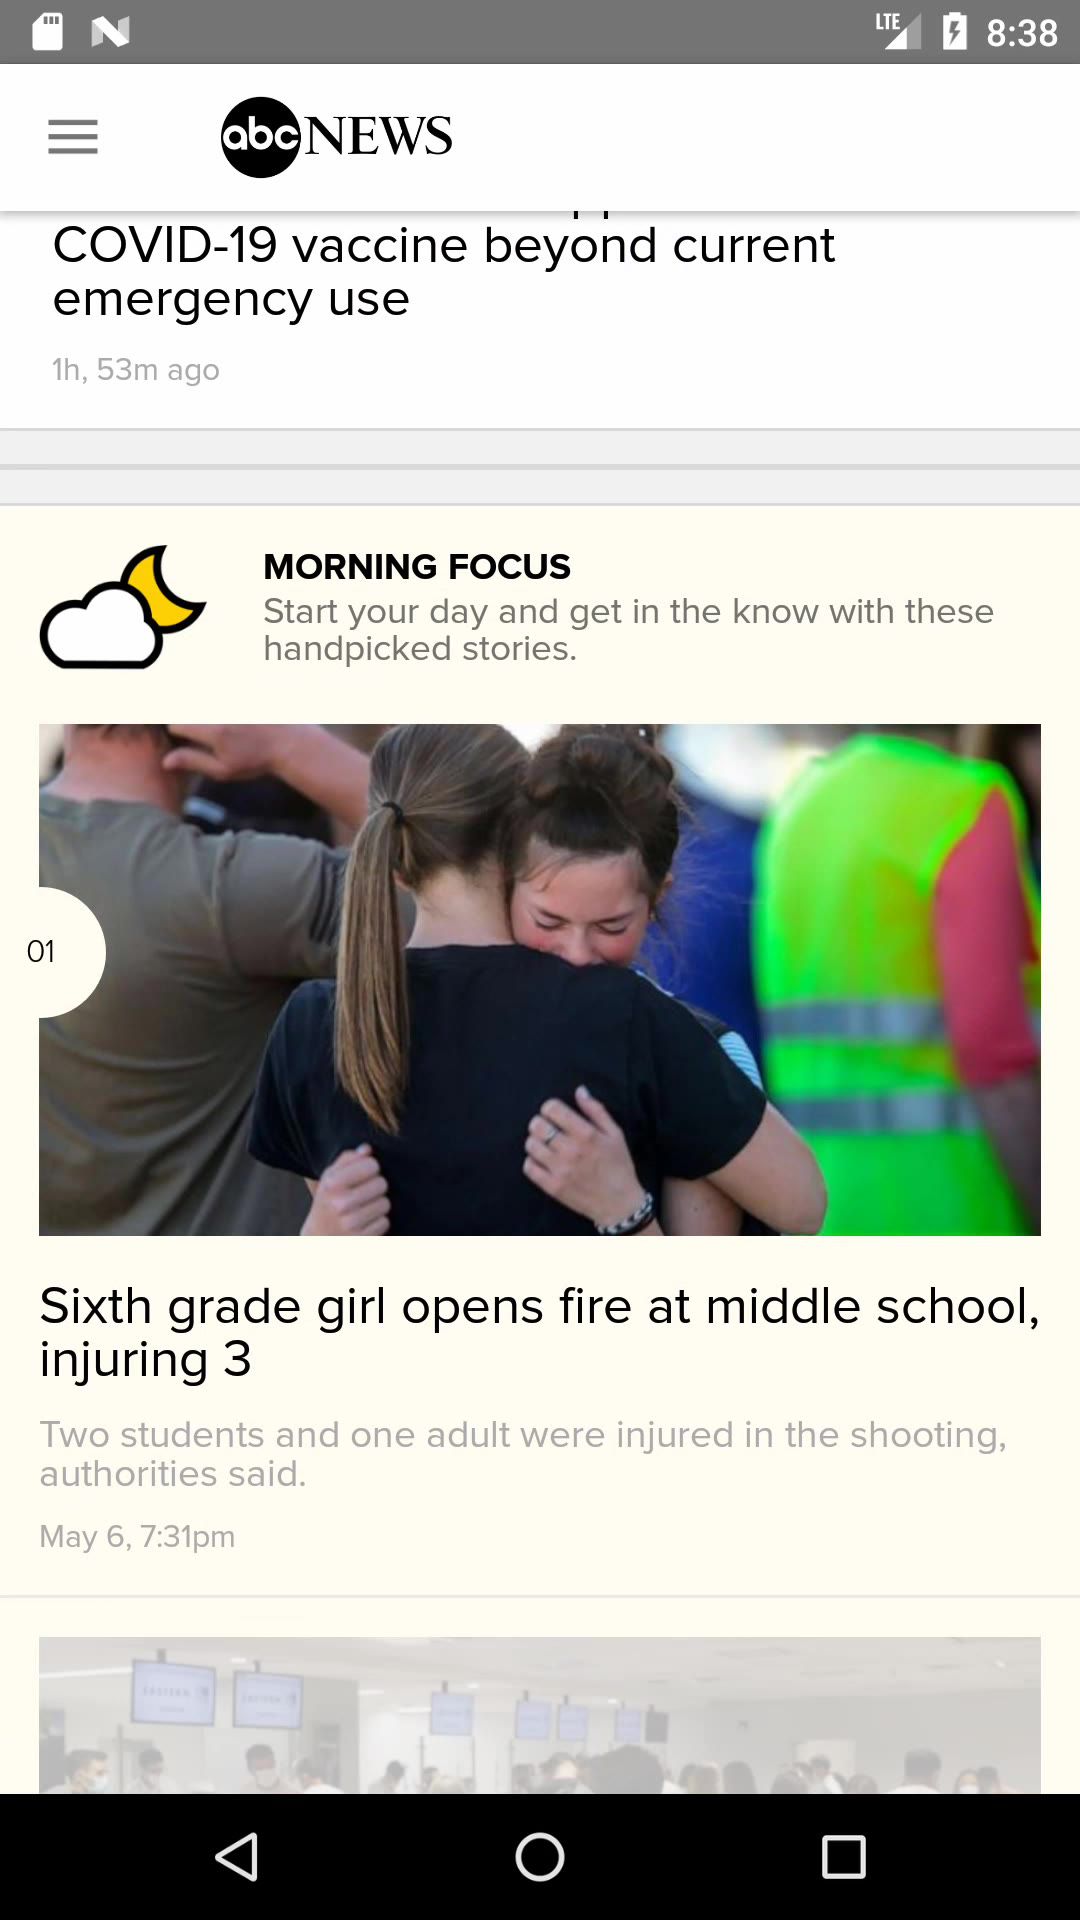 LTE 8:38
abc NEWS
COVID-19 vaccine beyond current
emergency use
1h, 53m ago
MORNING FOCUS
Start your day and get in the know with these
handpicked stories.
01
Sixth grade girl opens fire at middle school,
injuring 3
Two students and one adult were injured in the shooting,
authorities said.
May 6, 7:31pm